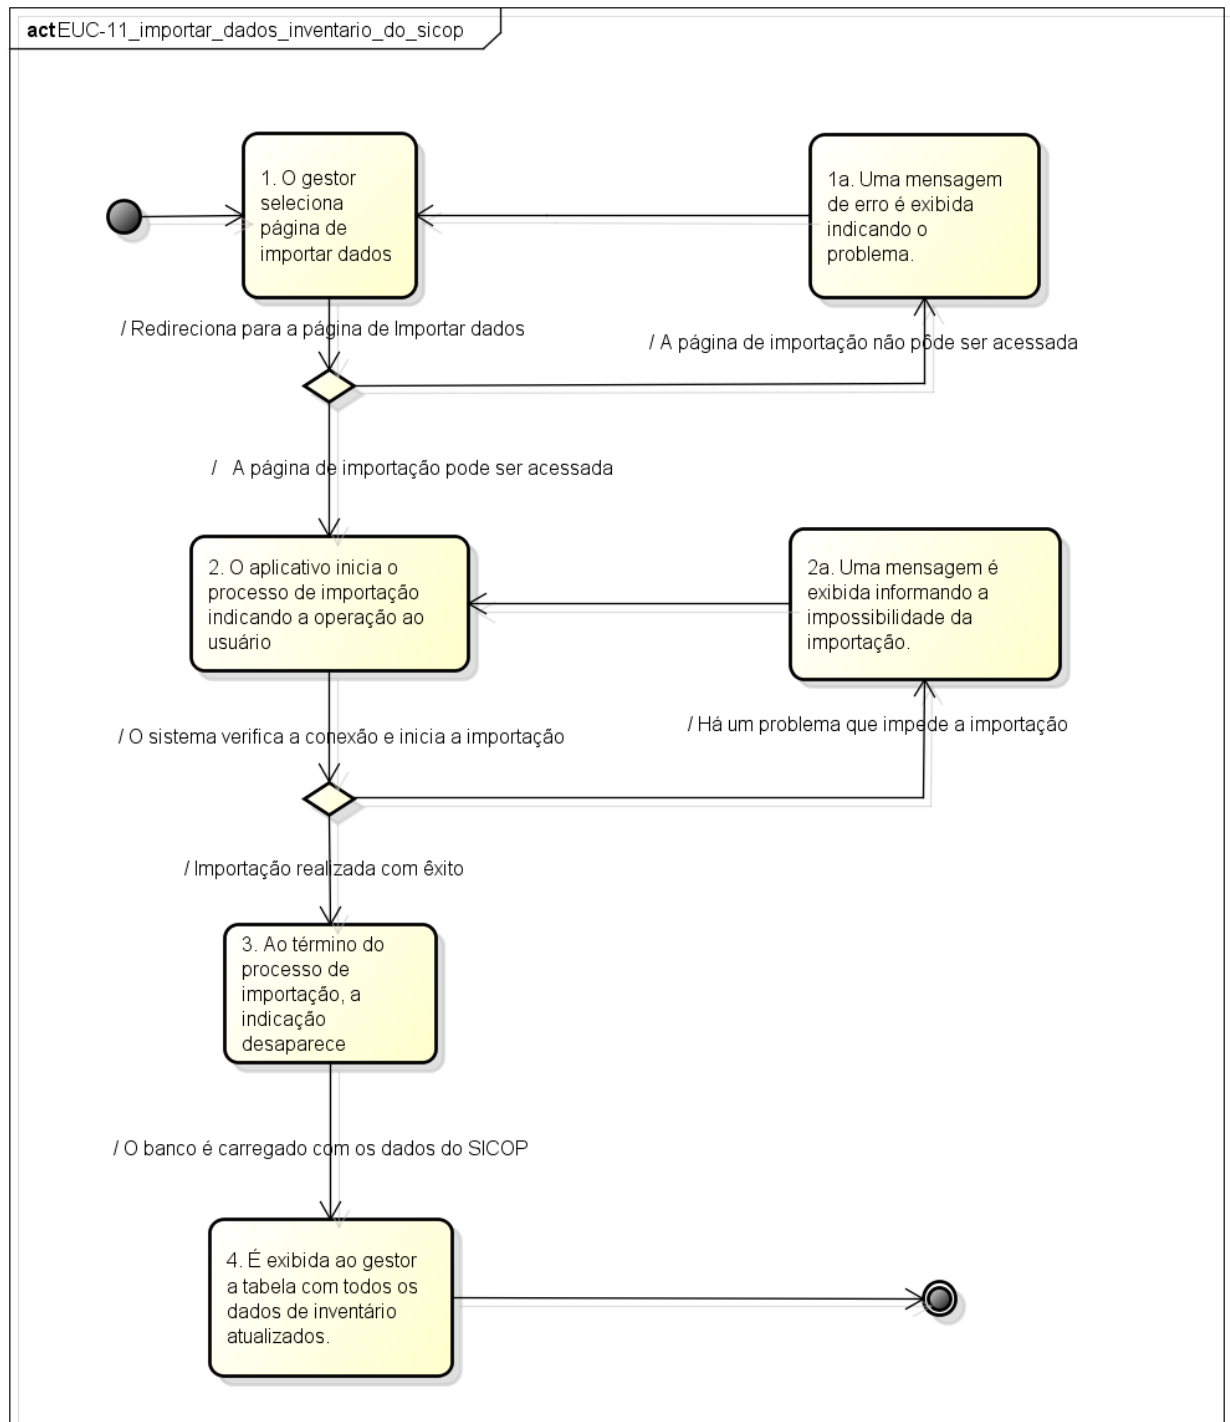 actEUC-11_importar_dados_inventario_do_sicop
1. O gestor
seleciona
página de
importar dados
1a. Uma mensagem
de erro é exibida
indicando o
problema.
/ Redireciona para a página de Importar dados
/ A página de importação não pôde ser acessada
/ A página de importação pode ser acessada
2. O aplicativo inicia o
processo de importação
indicando a operação ao
usuário
2a. Uma mensagem é
exibida informando a
impossibilidade da
importação.
/ O sistema verifica a conexão e inicia a importação
/ Há um problema que impede a importação
/ Importação realizada com êxito
3. Ao término do
processo de
importação, a
indicação
desaparece
/ O banco é carregado com os dados do SICOP
4. É exibida ao gestor
a tabela com todos os
dados de inventário
atualizados.